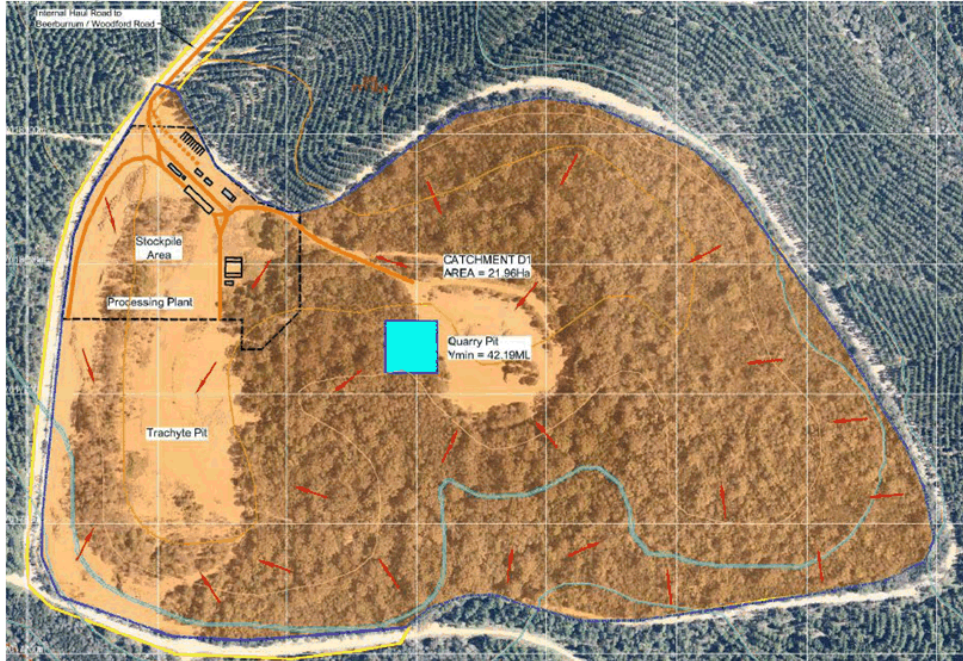 Internal Haul Road to
Beerburrum / Woodford Road
Stockpile
Area
CATCHMENT D1
AREA = 21.96Ha
Processing Plant
Quarry Pit
Vmin = 42.19ML
Trachyte Pit